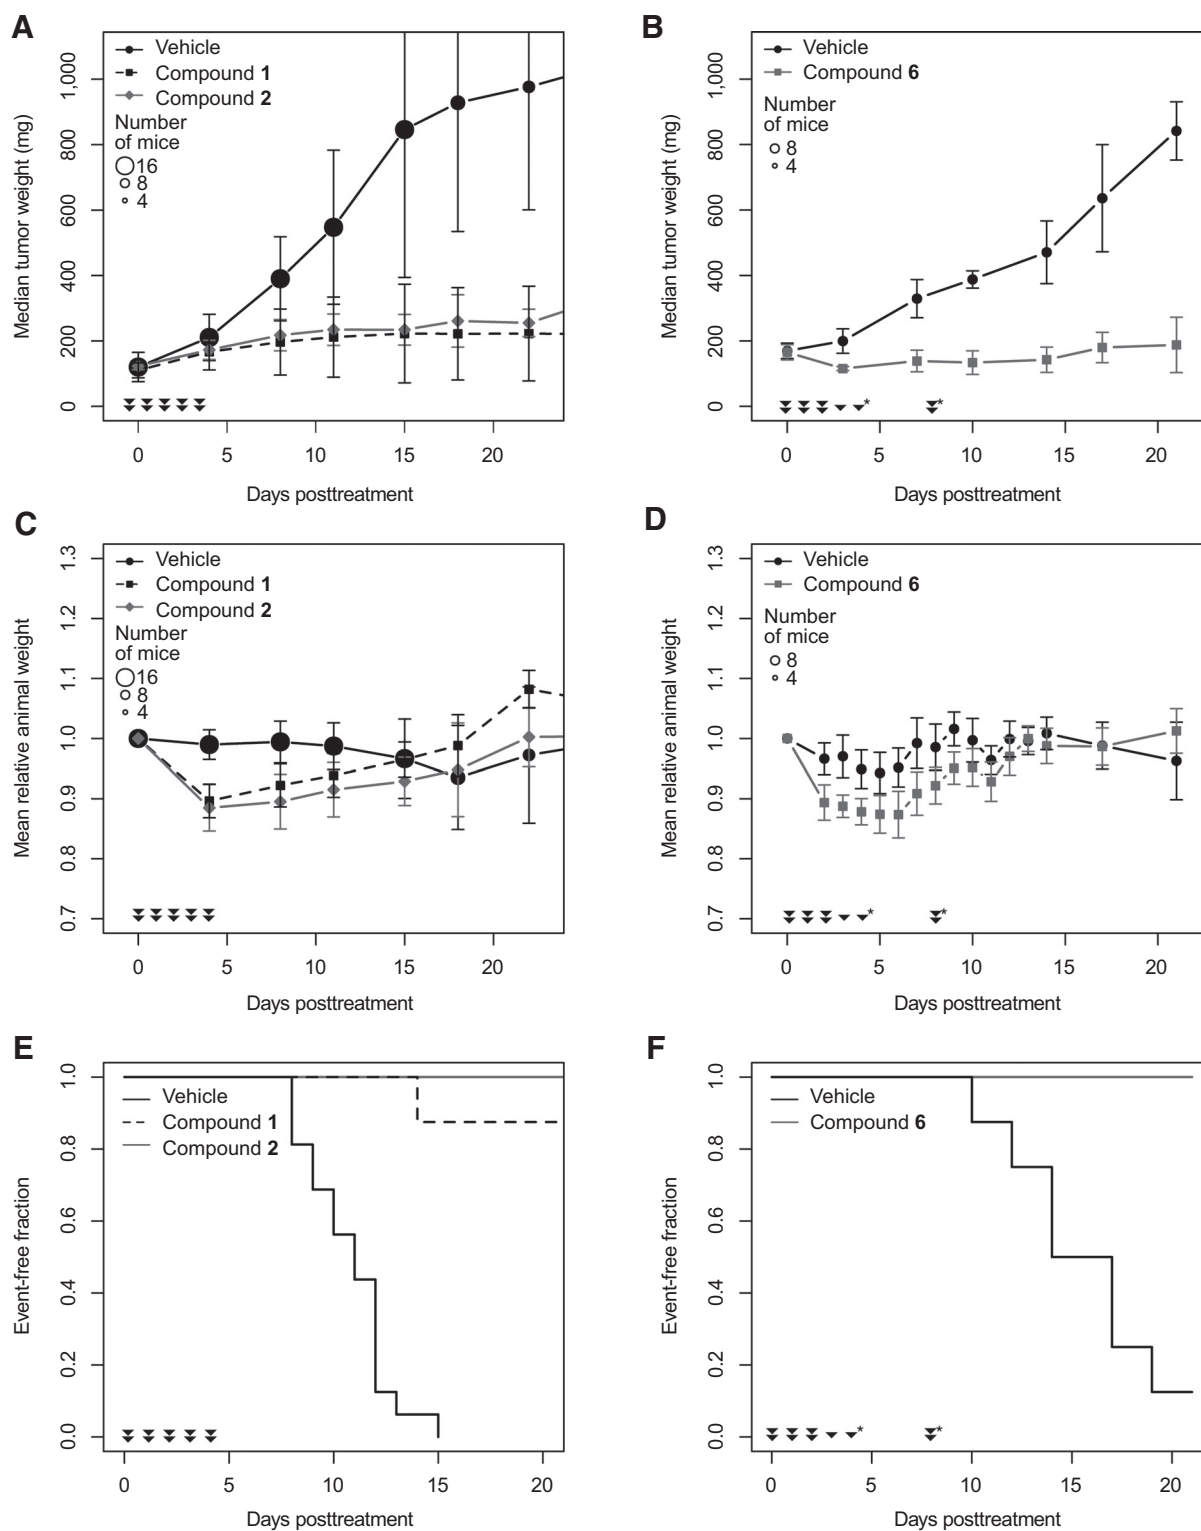 A
Vehicle
Compound 1
Compound 2
Number
of mice
16
8
4
Median tumor weight (mg)
0
200
400
600
800
1,000
0
5
10
15
20
Days posttreatment
B
Vehicle
Compound 6
Number
of mice
8
4
Median tumor weight (mg)
0
200
400
600
800
1,000
*
*
0
5
10
15
20
Days posttreatment
C
Vehicle
Compound 1
Compound 2
Number
of mice
16
8
4
Mean relative animal weight
0.7
0.8
0.9
1.0
1.1
1.2
1.3
0
5
10
15
20
Days posttreatment
D
Vehicle
Compound 6
Number
of mice
8
4
Mean relative animal weight
0.7
0.8
0.9
1.0
1.1
1.2
1.3
*
*
0
5
10
15
20
Days posttreatment
E
Vehicle
Compound 1
Compound 2
Event-free fraction
0.0
0.2
0.4
0.6
0.8
1.0
0
5
10
15
20
Days posttreatment
F
Vehicle
Compound 6
Event-free fraction
0.0
0.2
0.4
0.6
0.8
1.0
*
*
0
5
10
15
20
Days posttreatment